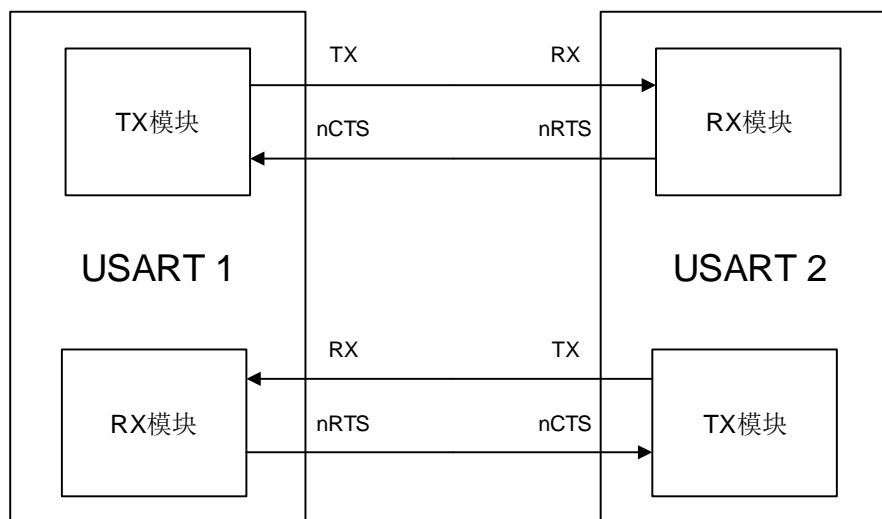 TX RX
TX模块 RX模块
nCTS nRTS
USART 1 USART 2
RX TX
RX模块 TX模块
nRTS nCTS